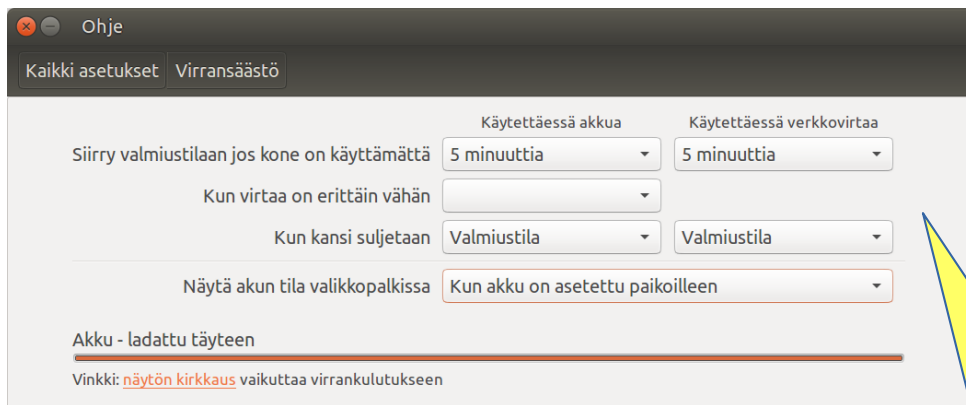 Ohje
Kaikki asetukset Virransäästö
Käytettäessä akkua Käytettäessä verkkovirtaa
Siirry valmiustilaan jos kone on käyttämättä 5 minuuttia 5 minuuttia
Kun virtaa on erittäin vähän
Kun kansi suljetaan Valmiustila Valmiustila
Näytä akun tila valikkopalkissa Kun akku on asetettu paikoilleen
Akku - ladattu täyteen
Vinkki: näytön kirkkaus vaikuttaa virrankulutukseen